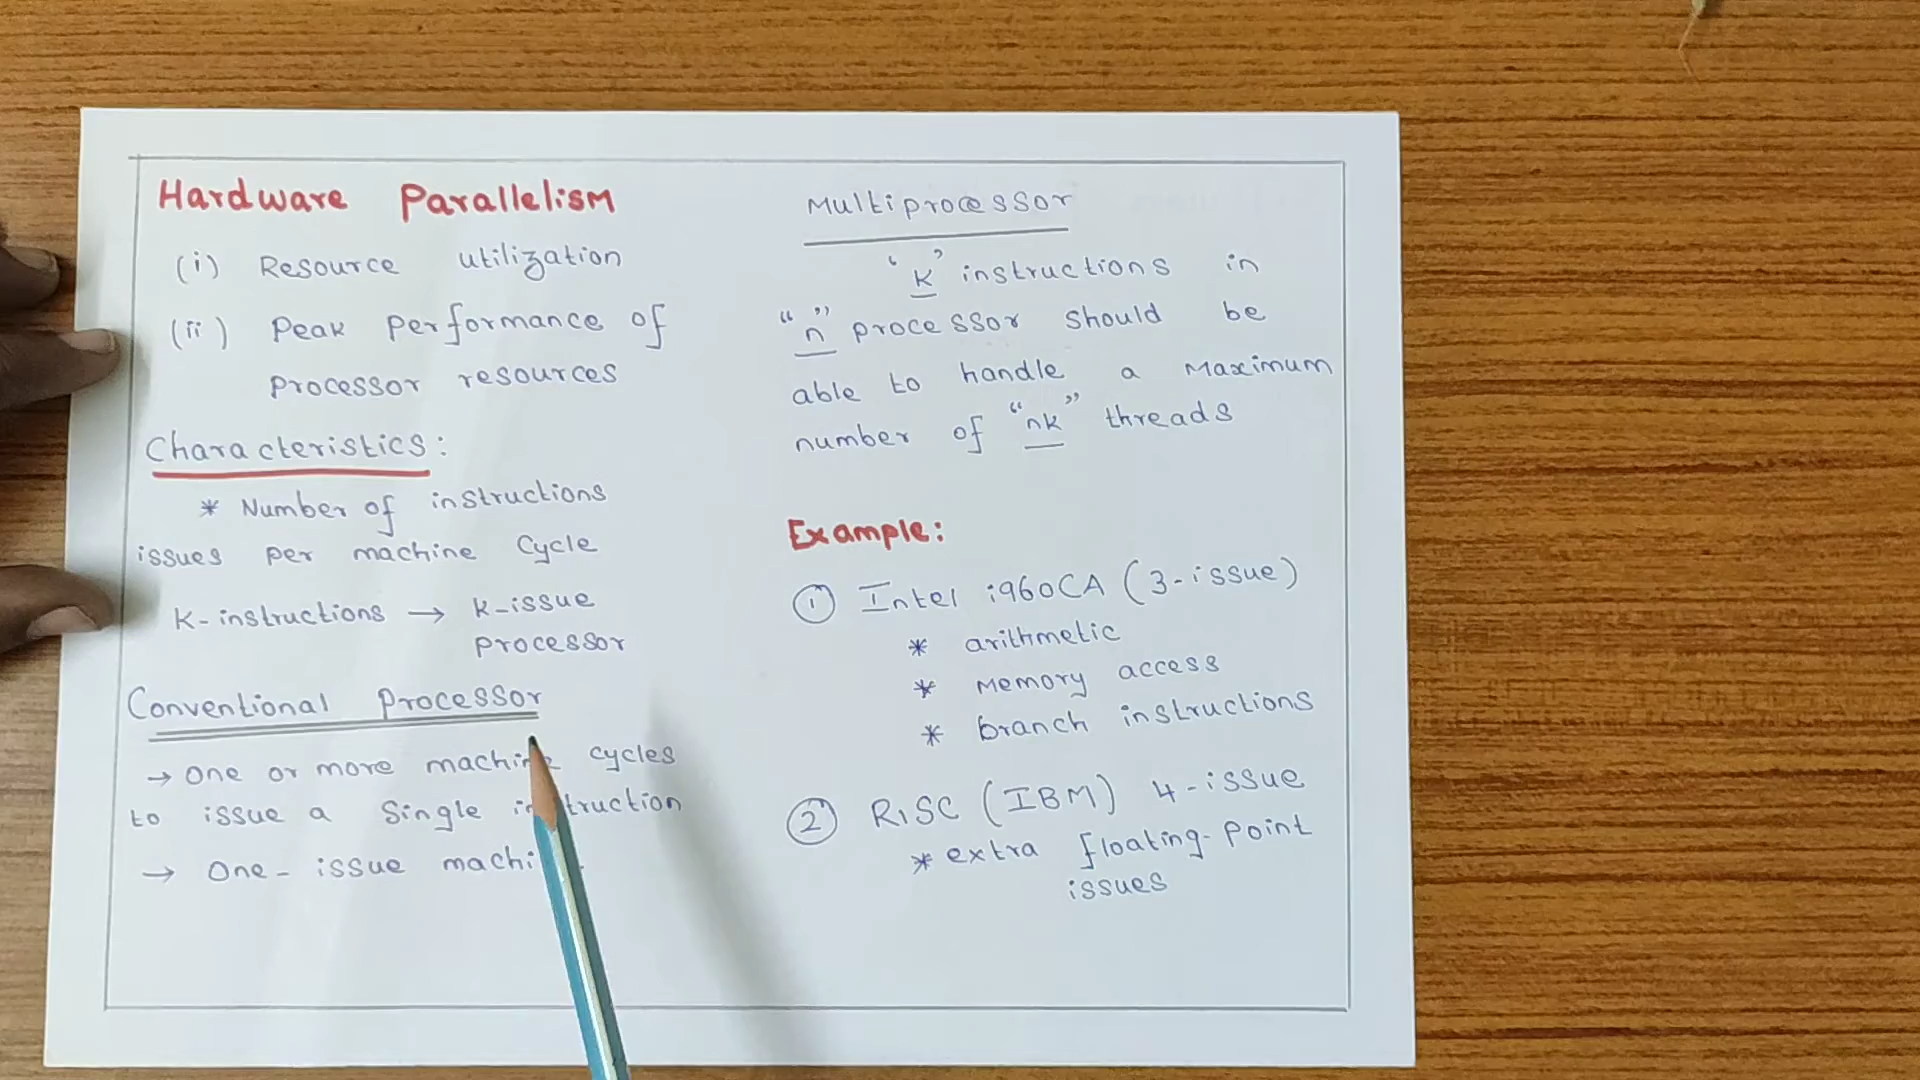 Hardware Parallelism
(i) Resource utilization
(ii) Peak Performance of
processor resources
Characteristics:
* Number of instructions
issues per machine Cycle
K-instructions → K-issue
processor
Conventional Processor
→ One or more machine cycles
to issue a Single instruction
→ One-issue machine
Multiprocessor
'K' instructions in
"n" processor should be
able to handle a Maximum
number of "nk" threads
Example:
① Intel i960CA (3-issue)
* arithmetic
* Memory access
* branch instructions
② RISC (IBM) 4-issue
* extra floating-point
issues